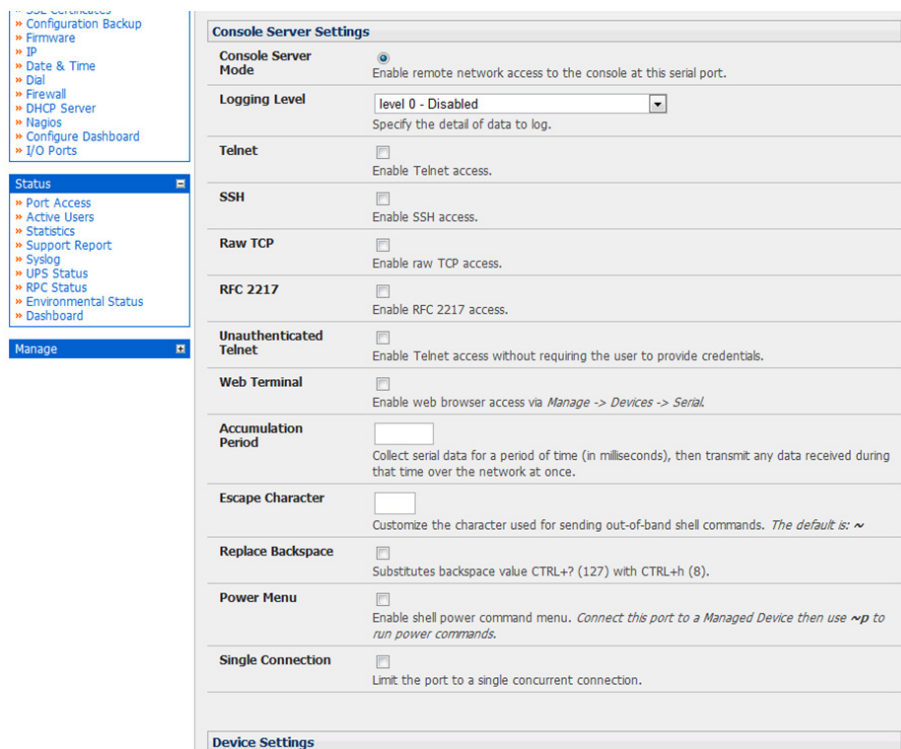 SSL Certificates
» Configuration Backup
» Firmware
» IP
» Date & Time
» Dial
» Firewall
» DHCP Server
» Nagios
» Configure Dashboard
» I/O Ports
Status
» Port Access
» Active Users
» Statistics
» Support Report
» Syslog
» UPS Status
» RPC Status
» Environmental Status
» Dashboard
Manage
Console Server Settings
Console Server
Mode
Enable remote network access to the console at this serial port.
Logging Level
level 0 - Disabled
Specify the detail of data to log.
Telnet
Enable Telnet access.
SSH
Enable SSH access.
Raw TCP
Enable raw TCP access.
RFC 2217
Enable RFC 2217 access.
Unauthenticated
Telnet
Enable Telnet access without requiring the user to provide credentials.
Web Terminal
Enable web browser access via Manage -> Devices -> Serial.
Accumulation
Period
Collect serial data for a period of time (in milliseconds), then transmit any data received during
that time over the network at once.
Escape Character
Customize the character used for sending out-of-band shell commands. The default is: ~
Replace Backspace
Substitutes backspace value CTRL+? (127) with CTRL+h (8).
Power Menu
Enable shell power command menu. Connect this port to a Managed Device then use ~p to
run power commands.
Single Connection
Limit the port to a single concurrent connection.
Device Settings